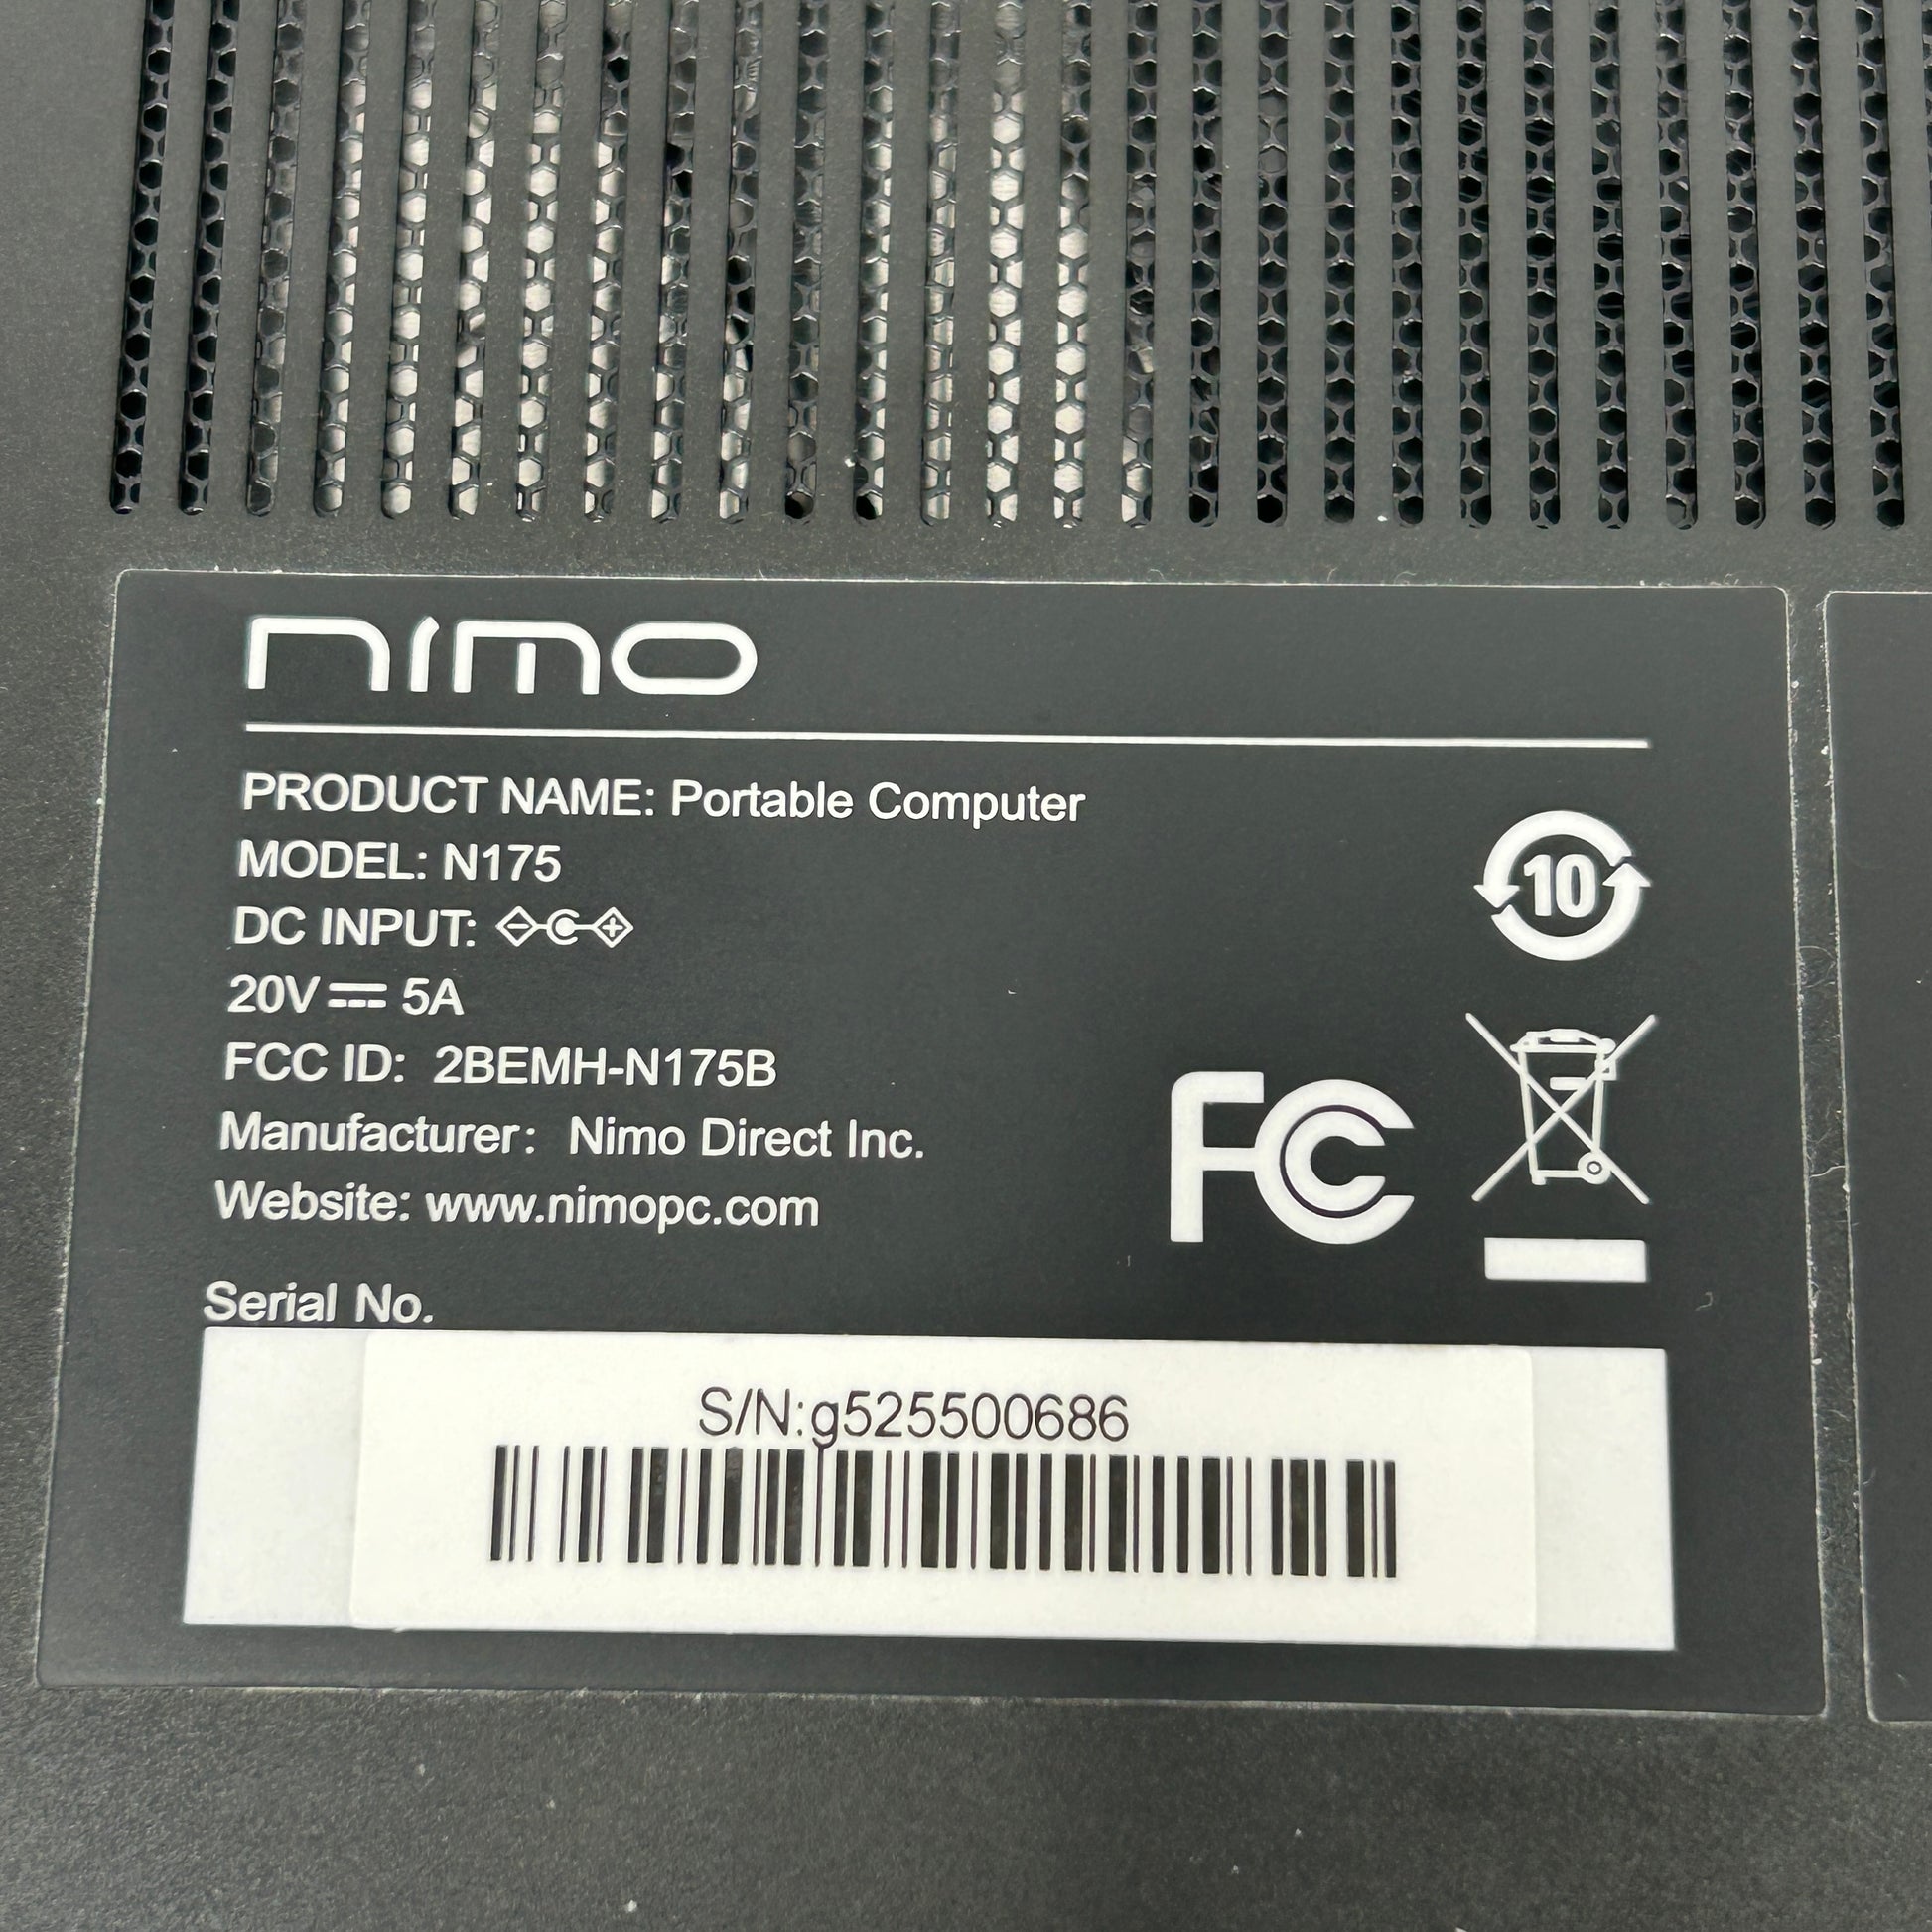 nimo
PRODUCT NAME: Portable Computer
MODEL: N175
DC INPUT:
20V 5A
FCC ID: 2BEMH-N175B
Manufacturer: Nimo Direct Inc.
Website: www.nimopc.com
10
FC
Serial No.
S/N:g525500686